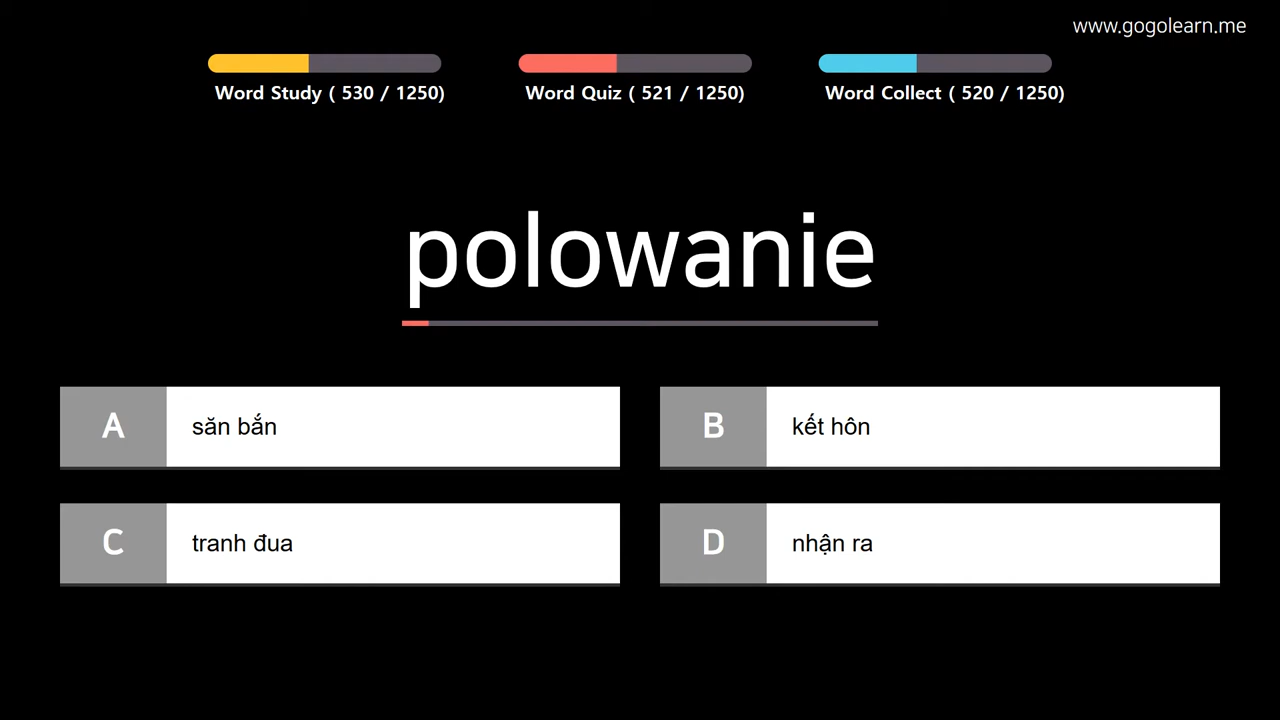 www.gogolearn.me
Word Study ( 530 / 1250)
Word Quiz ( 521 / 1250)
Word Collect ( 520 / 1250)
polowanie
A
săn bắn
B
kết hôn
C
tranh đua
D
nhận ra